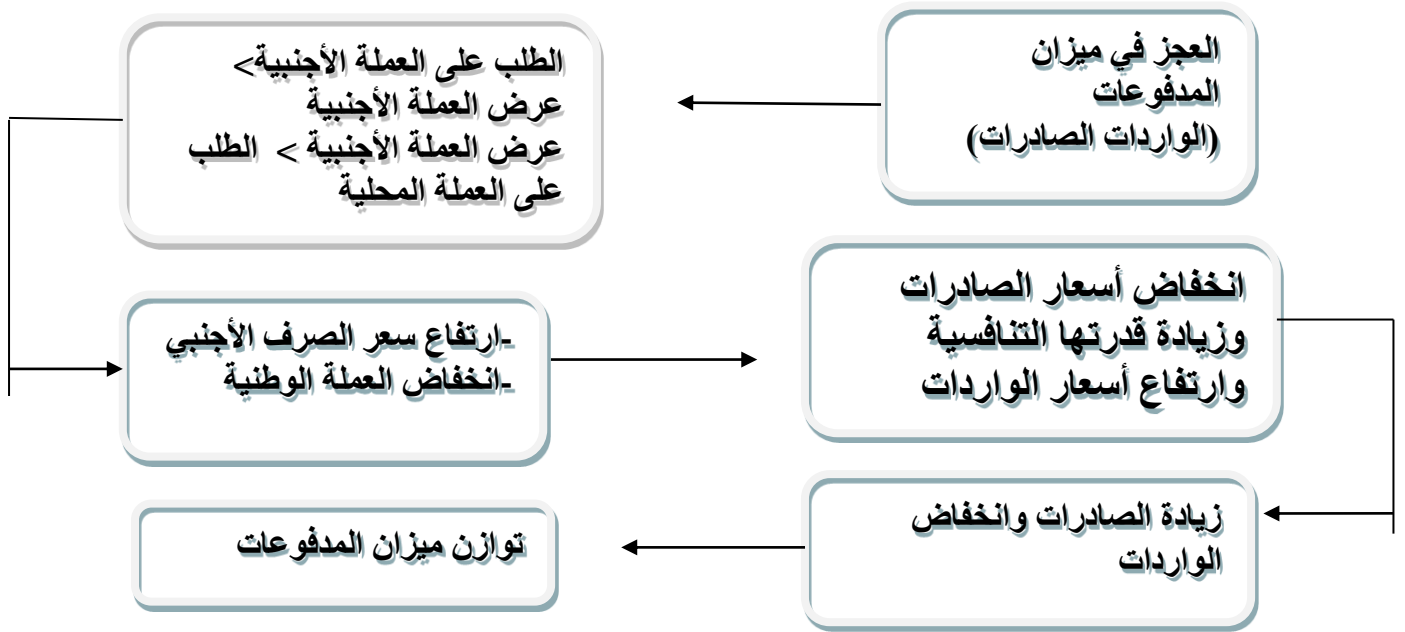 العجز في ميزان
المدفوعات
(الواردات الصادرات)
الطلب على العملة الأجنبية>
عرض العملة الأجنبية
عرض العملة الأجنبية > الطلب
على العملة المحلية
-ارتفاع سعر الصرف الأجنبي
-انخفاض العملة الوطنية
انخفاض أسعار الصادرات
وزيادة قدرتها التنافسية
وارتفاع أسعار الواردات
زيادة الصادرات وانخفاض
الواردات
توازن ميزان المدفوعات